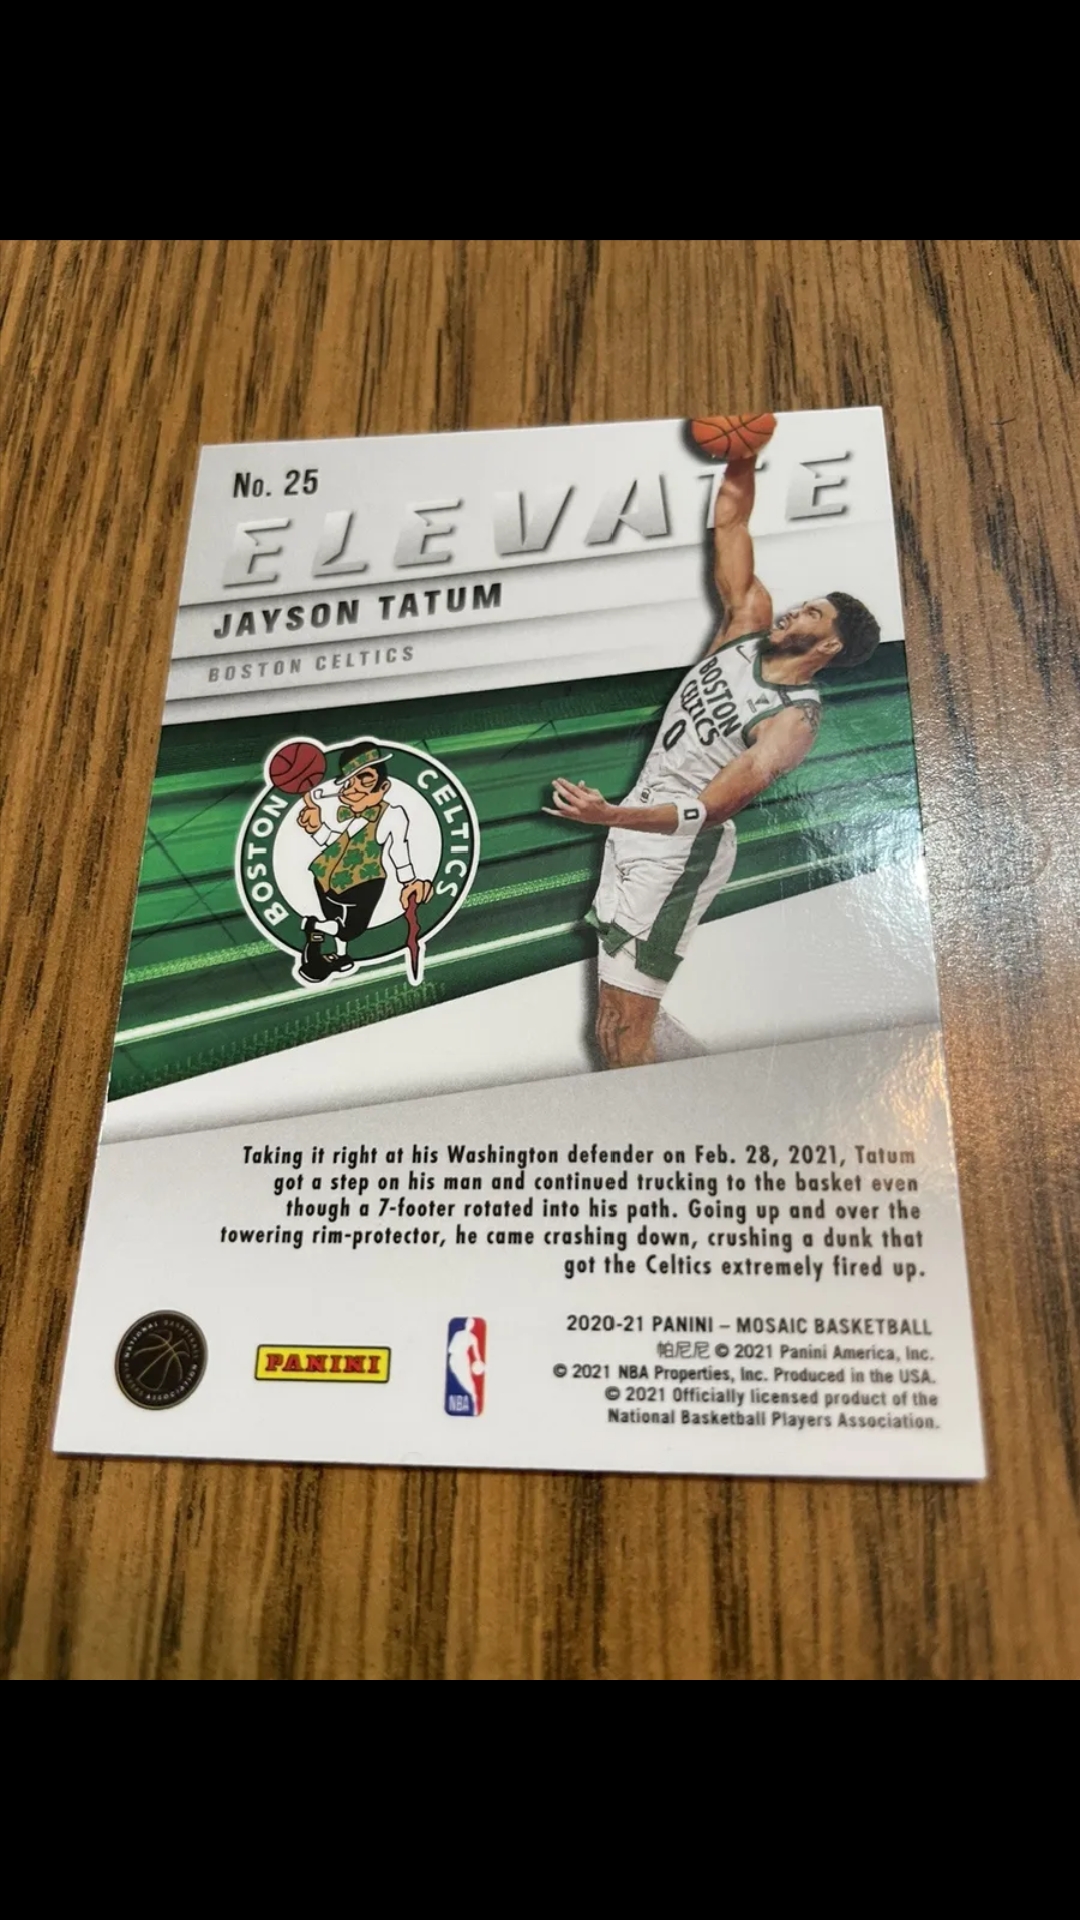 No. 25
ELEVATE
JAYSON TATUM
BOSTON CELTICS
BOSTON CELTICS
BOSTON
CELTICS
0
0
Taking it right at his Washington defender on Feb. 28, 2021, Tatum
got a step on his man and continued trucking to the basket even
though a 7-footer rotated into his path. Going up and over the
towering rim-protector, he came crashing down, crushing a dunk that
got the Celtics extremely fired up.
NATIONAL BASKETBALL PLAYERS ASSOCIATION
PANINI
NBA
2020-21 PANINI – MOSAIC BASKETBALL
帕尼尼 © 2021 Panini America, Inc.
© 2021 NBA Properties, Inc. Produced in the USA.
© 2021 Officially licensed product of the
National Basketball Players Association.